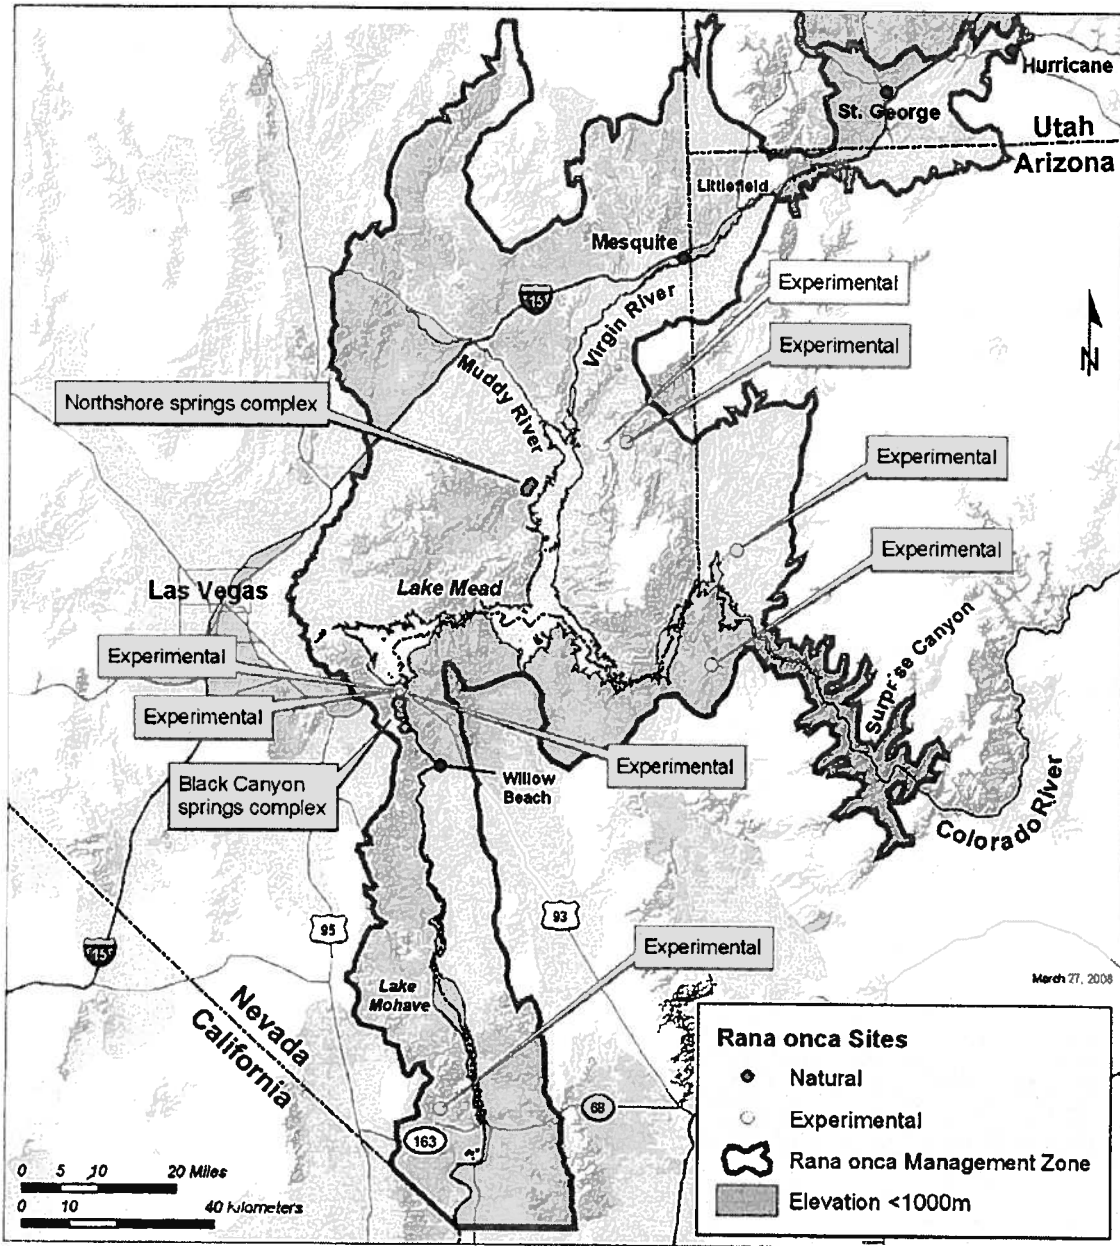 Hurricane
St. George
Utah
Arizona
Littlefield
Mesquite
Experimental
15
Virgin River
Experimental
N
Muddy River
Northshore springs complex
Experimental
Experimental
Lake Mead
Las Vegas
Surpr'se Canyon
Experimental
Experimental
Experimental
Willow
Beach
Black Canyon
springs complex
Colorado River
95
93
15
Experimental
March 27, 2008
Lake
Mohave
Nevada
California
68
163
Rana onca Sites
Natural
Experimental
Rana onca Management Zone
Elevation <1000m
0 5 10 20 Miles
0 10 40 Kilometers